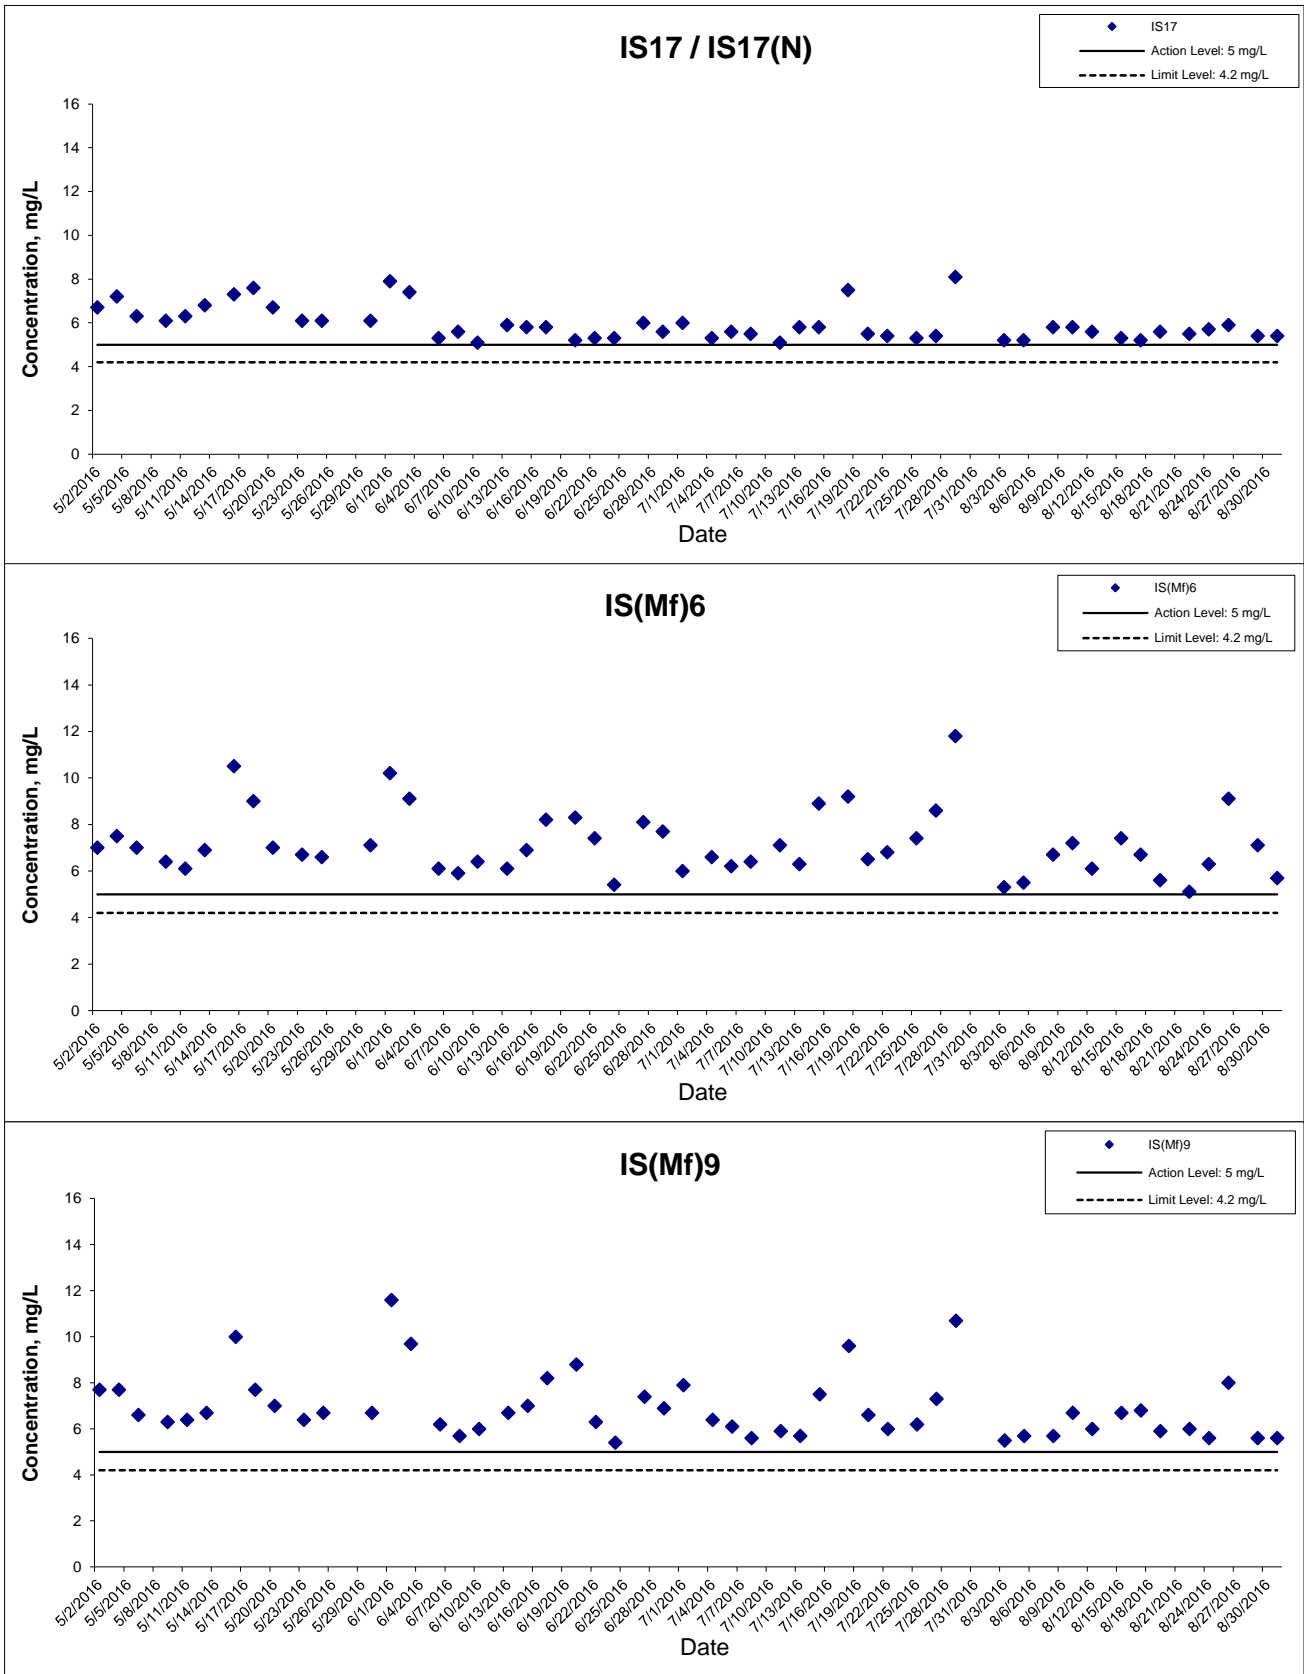 IS17 / IS17(N)
IS17
Action Level: 5 mg/L
Limit Level: 4.2 mg/L
Concentration, mg/L
16
14
12
10
8
6
4
2
0
5/2/2016 5/5/2016 5/8/2016 5/11/2016 5/14/2016 5/17/2016 5/20/2016 5/23/2016 5/26/2016 5/29/2016 6/1/2016 6/4/2016 6/7/2016 6/10/2016 6/13/2016 6/16/2016 6/19/2016 6/22/2016 6/25/2016 6/28/2016 7/1/2016 7/4/2016 7/7/2016 7/10/2016 7/13/2016 7/16/2016 7/19/2016 7/22/2016 7/25/2016 7/28/2016 7/31/2016 8/3/2016 8/6/2016 8/9/2016 8/12/2016 8/15/2016 8/18/2016 8/21/2016 8/24/2016 8/27/2016 8/30/2016
Date
IS(Mf)6
IS(Mf)6
Action Level: 5 mg/L
Limit Level: 4.2 mg/L
Concentration, mg/L
16
14
12
10
8
6
4
2
0
5/2/2016 5/5/2016 5/8/2016 5/11/2016 5/14/2016 5/17/2016 5/20/2016 5/23/2016 5/26/2016 5/29/2016 6/1/2016 6/4/2016 6/7/2016 6/10/2016 6/13/2016 6/16/2016 6/19/2016 6/22/2016 6/25/2016 6/28/2016 7/1/2016 7/4/2016 7/7/2016 7/10/2016 7/13/2016 7/16/2016 7/19/2016 7/22/2016 7/25/2016 7/28/2016 7/31/2016 8/3/2016 8/6/2016 8/9/2016 8/12/2016 8/15/2016 8/18/2016 8/21/2016 8/24/2016 8/27/2016 8/30/2016
Date
IS(Mf)9
IS(Mf)9
Action Level: 5 mg/L
Limit Level: 4.2 mg/L
Concentration, mg/L
16
14
12
10
8
6
4
2
0
5/2/2016 5/5/2016 5/8/2016 5/11/2016 5/14/2016 5/17/2016 5/20/2016 5/23/2016 5/26/2016 5/29/2016 6/1/2016 6/4/2016 6/7/2016 6/10/2016 6/13/2016 6/16/2016 6/19/2016 6/22/2016 6/25/2016 6/28/2016 7/1/2016 7/4/2016 7/7/2016 7/10/2016 7/13/2016 7/16/2016 7/19/2016 7/22/2016 7/25/2016 7/28/2016 7/31/2016 8/3/2016 8/6/2016 8/9/2016 8/12/2016 8/15/2016 8/18/2016 8/21/2016 8/24/2016 8/27/2016 8/30/2016
Date